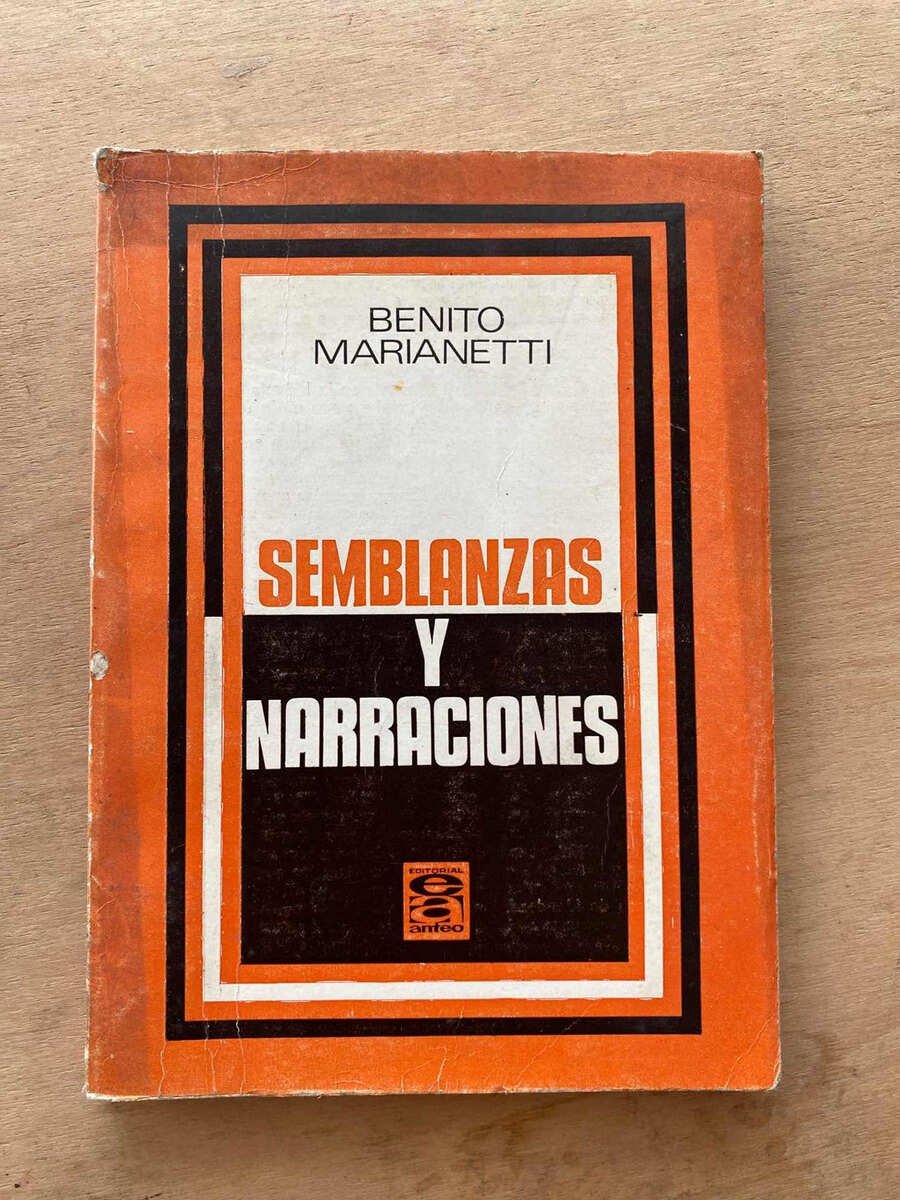 BENITO
MARIANETTI
SEMBLANZAS
Y
NARRACIONES
EDITORIAL
ea
anteo